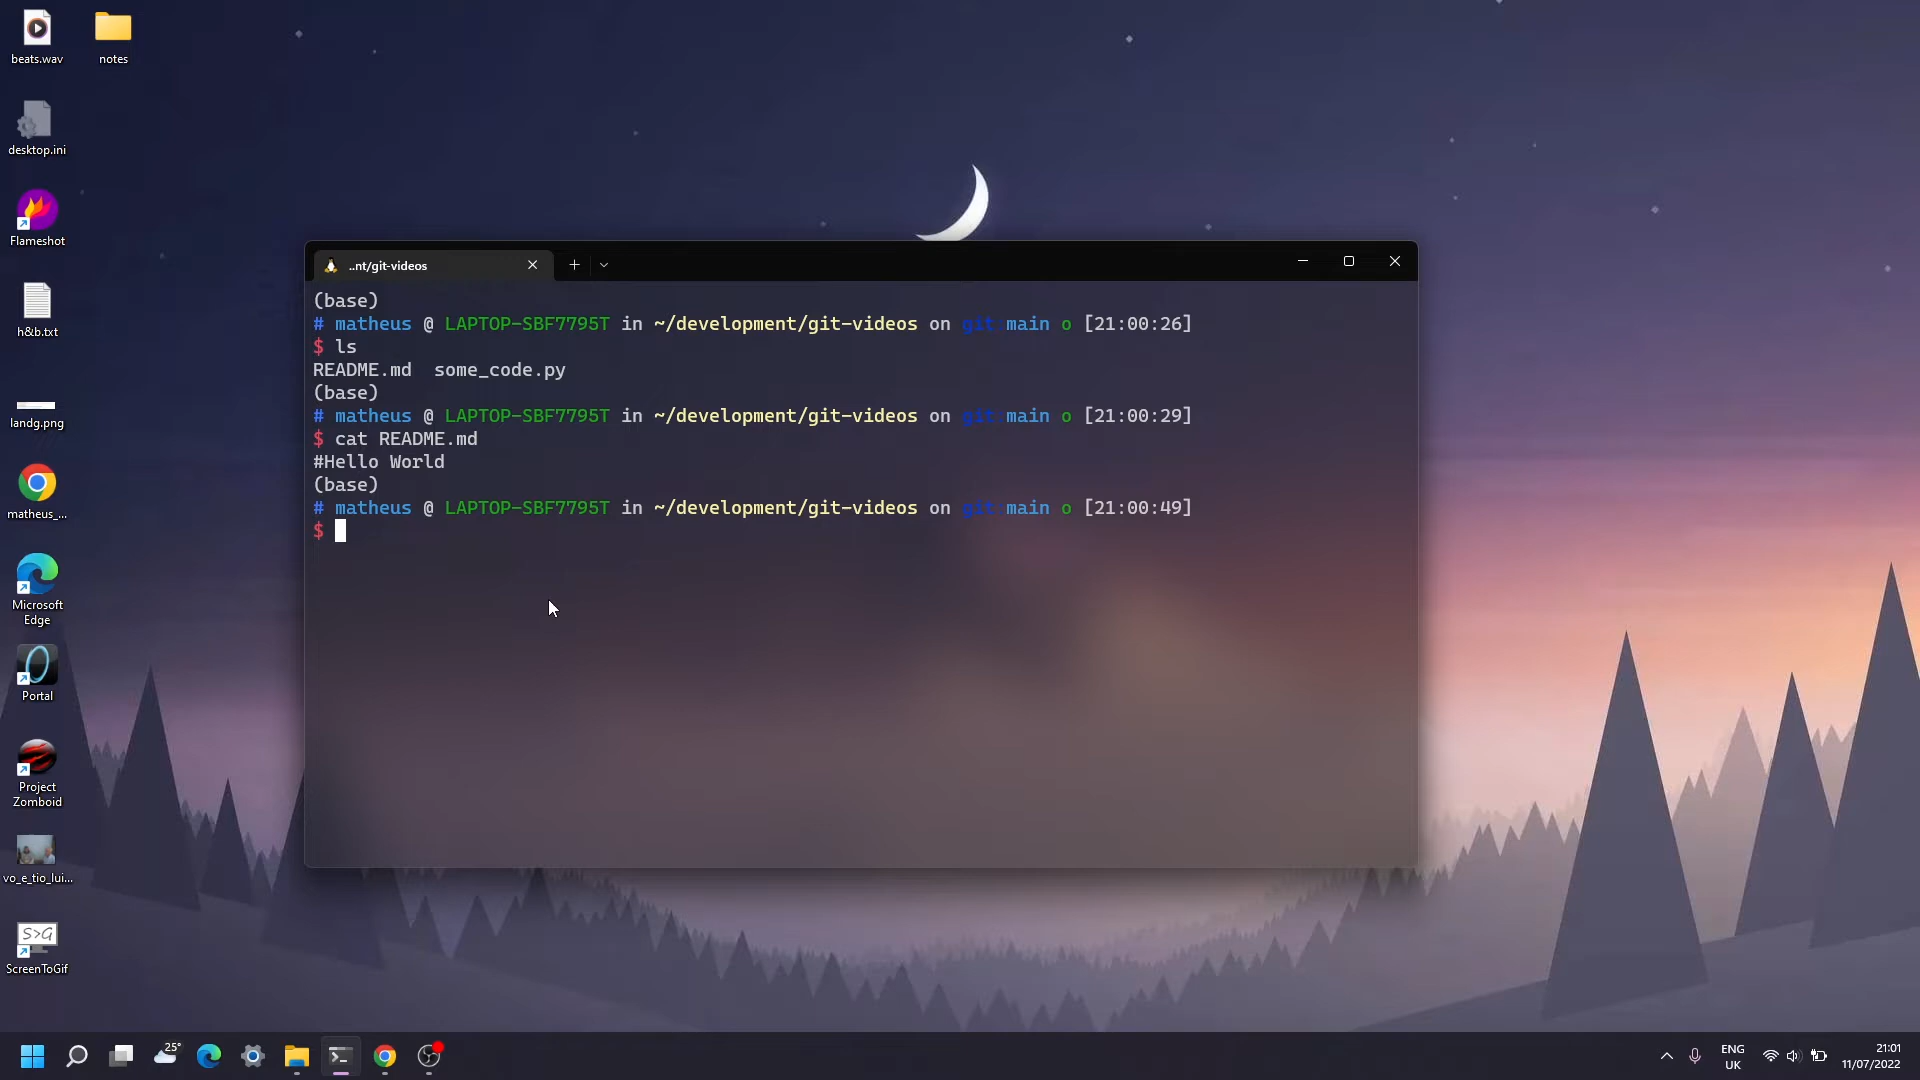 beats.wav
notes
desktop.ini
Flameshot
h&b.txt
landg.png
matheus_...
Microsoft
Edge
Portal
Project
Zomboid
vo_e_tio_lui...
S>G
ScreenToGif
..nt/git-videos
(base)
# matheus @ LAPTOP-SBF7795T in ~/development/git-videos on git main o [21:00:26]
$ ls
README.md some_code.py
(base)
# matheus @ LAPTOP-SBF7795T in ~/development/git-videos on git main o [21:00:29]
$ cat README.md
#Hello World
(base)
# matheus @ LAPTOP-SBF7795T in ~/development/git-videos on git main o [21:00:49]
$
25°
ENG
UK
21:01
11/07/2022